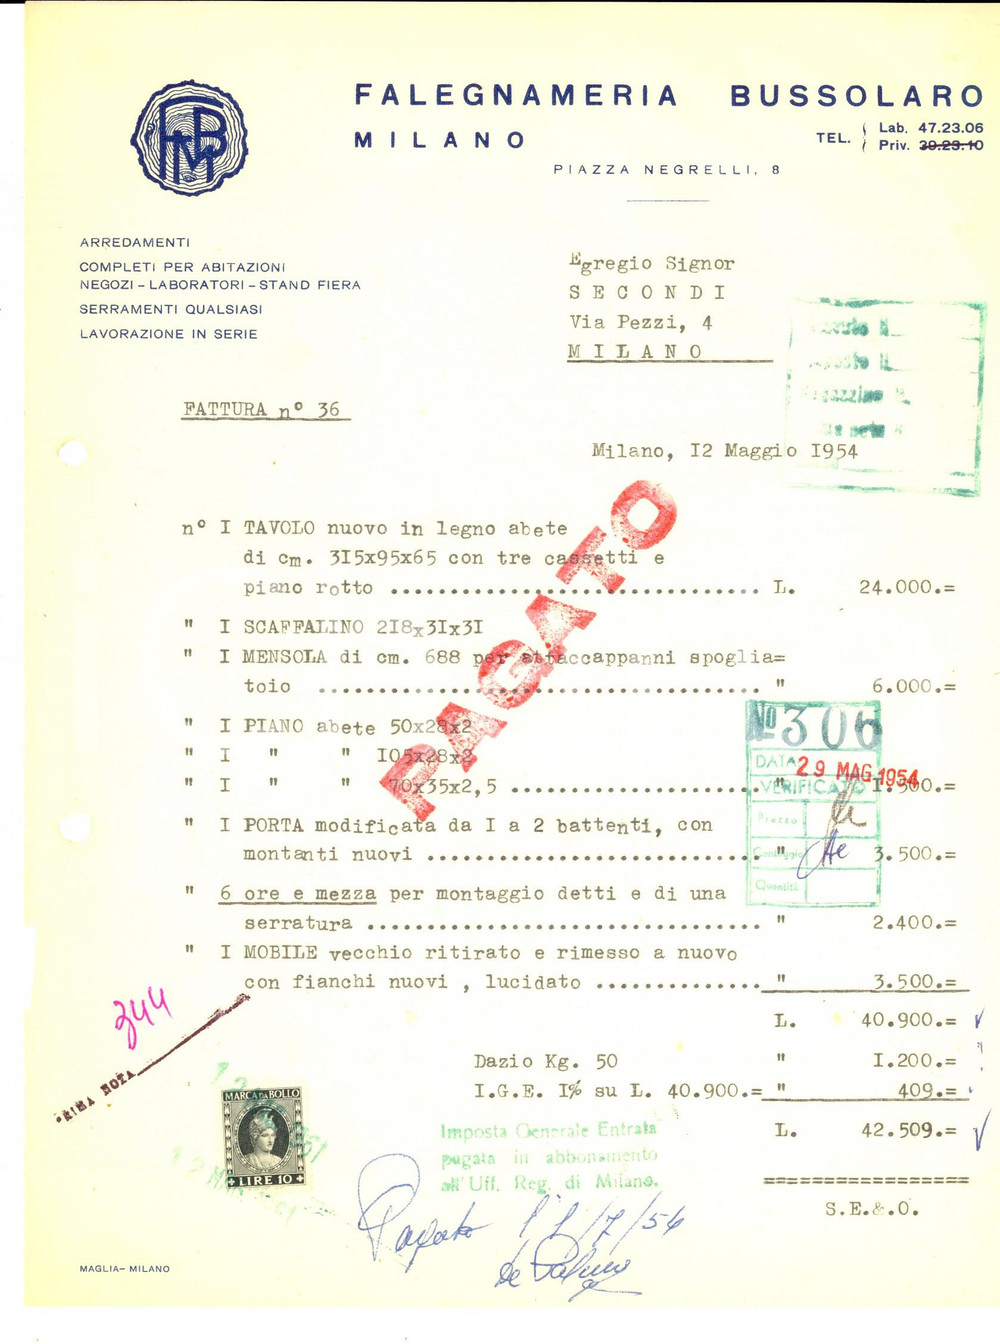 FALEGNAMERIA BUSSOLARO
MILANO
TEL. Lab. 47.23.06
Priv. 39.23.10
PIAZZA NEGRELLI, 8
ARREDAMENTI
COMPLETI PER ABITAZIONI
NEGOZI - LABORATORI - STAND FIERA
SERRAMENTI QUALSIASI
LAVORAZIONE IN SERIE
Egregio Signor
SECONDI
Via Pezzi, 4
MILANO
FATTURA n° 36
Milano, I2 Maggio I954
n° I TAVOLO nuovo in legno abete
di cm. 3I5x95x65 con tre cassetti e
piano rotto .............................. L. 24.000.=
" I SCAFFALINO 2I8x3Ix3I
" I MENSOLA di cm. 688 per attaccappanni spoglia=
toio .................................... " 6.000.=
" I PIANO abete 50x28x2
" I " " I05x28x2
" I " " 70x35x2,5 ..................... " I.500.=
" I PORTA modificata da I a 2 battenti, con
montanti nuovi ........................... " 3.500.=
" 6 ore e mezza per montaggio detti e di una
serratura ................................ " 2.400.=
" I MOBILE vecchio ritirato e rimesso a nuovo
con fianchi nuovi , lucidato ............. " 3.500.=
L. 40.900.=
Dazio Kg. 50 " I.200.=
I.G.E. I% su L. 40.900.= " 409.=
L. 42.509.=
S.E.&.O.
PAGATO
N° 306
DATA 29 MAG 1954
VERIFICATO
Prezzo
Conteggio
Quantità
344
PRIMA NOTA
MARCA DA BOLLO
LIRE 10
Imposta Generale Entrata
pagata in abbonamento
all'Uff. Reg. di Milano.
Pagato
MAGLIA - MILANO